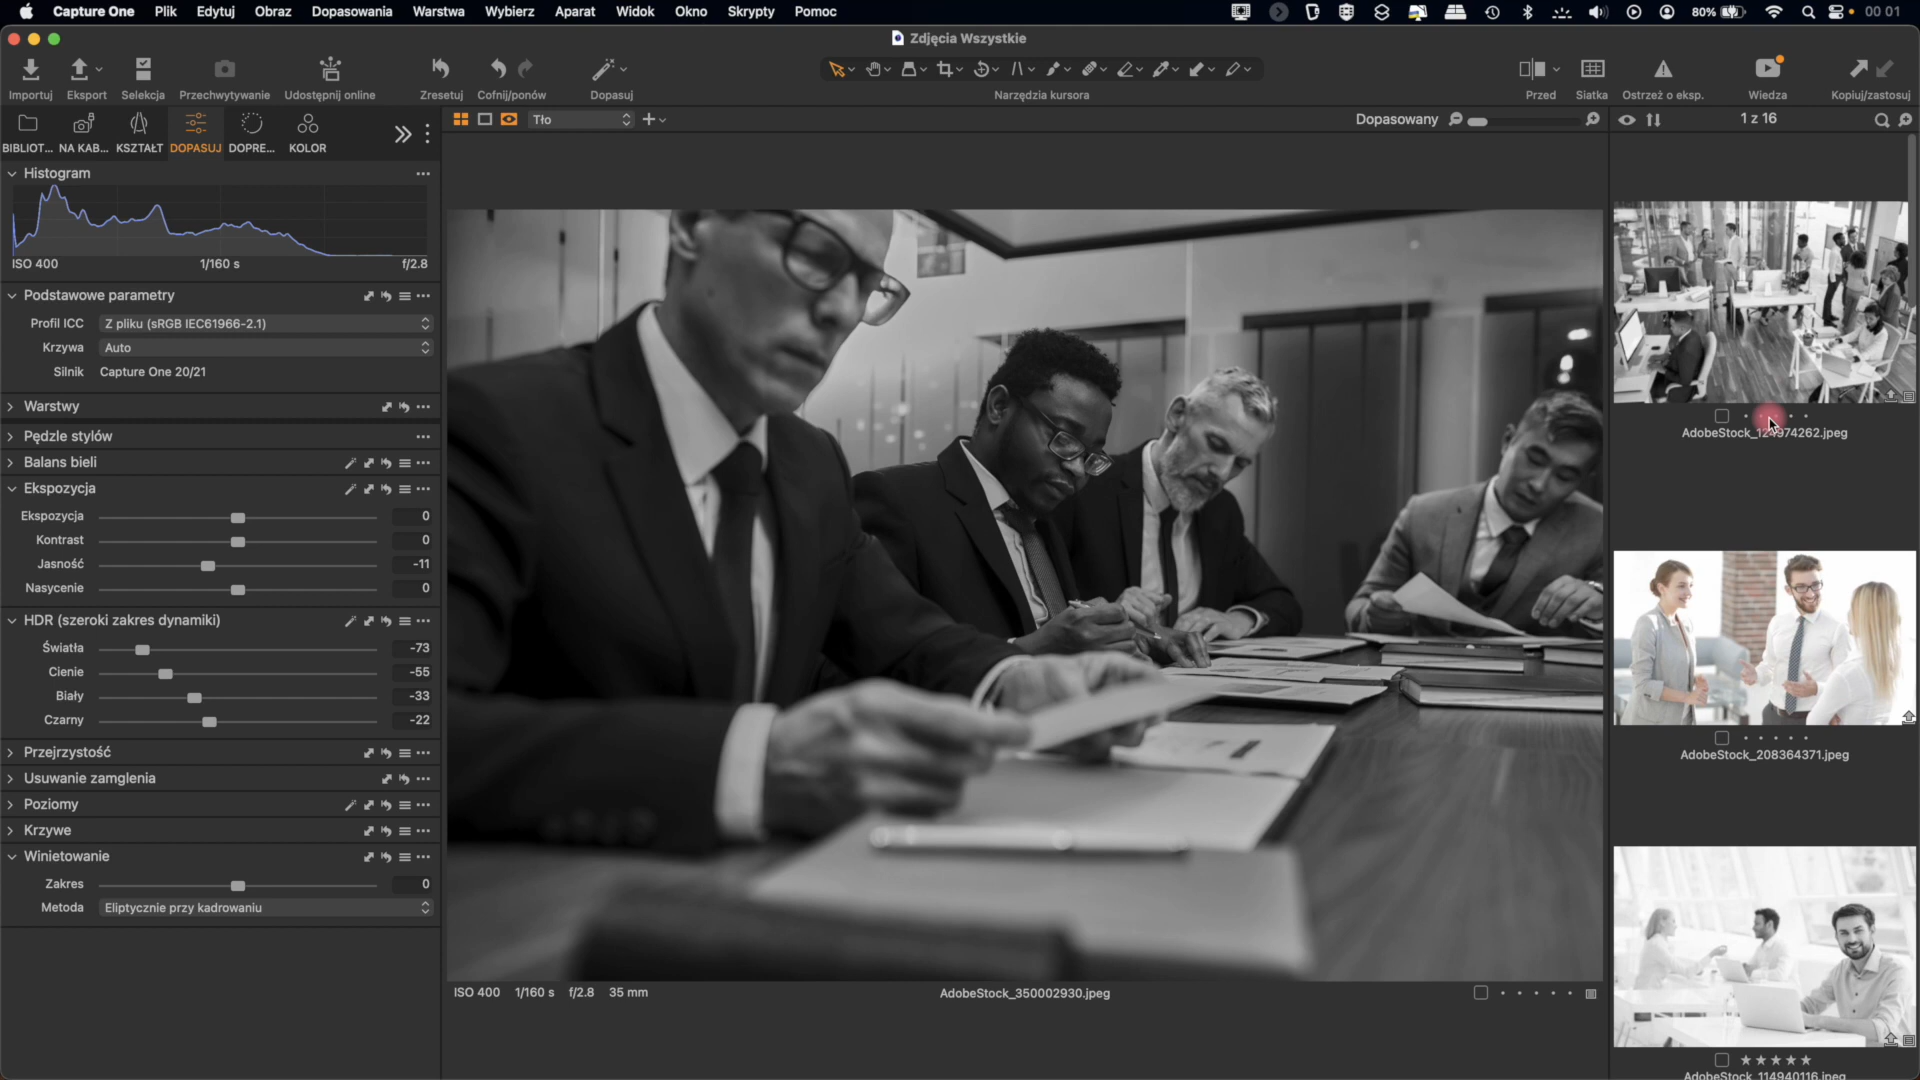 Capture One Plik Edytuj Obraz Dopasowania Warstwa Wybierz Aparat Widok Okno Skrypty Pomoc 80% 00 01
Zdjęcia Wszystkie
Importuj Eksport Selekcja Przechwytywanie Udostępnij online Zresetuj Cofnij/ponów Dopasuj Narzędzia kursora Przed Siatka Ostrzeż o eksp. Wiedza Kopiuj/zastosuj
BIBLIOT... NA KAB... KSZTAŁT DOPASUJ DOPRE... KOLOR
Tło Dopasowany 1 z 16
Histogram
ISO 400 1/160 s f/2.8
Podstawowe parametry
Profil ICC Z pliku (sRGB IEC61966-2.1)
Krzywa Auto
Silnik Capture One 20/21
Warstwy
Pędzle stylów
Balans bieli
Ekspozycja
Ekspozycja 0
Kontrast 0
Jasność -11
Nasycenie 0
HDR (szeroki zakres dynamiki)
Światła -73
Cienie -55
Biały -33
Czarny -22
Przejrzystość
Usuwanie zamglenia
Poziomy
Krzywe
Winietowanie
Zakres 0
Metoda Eliptycznie przy kadrowaniu
ISO 400 1/160 s f/2.8 35 mm AdobeStock_350002930.jpeg
AdobeStock_124974262.jpeg
AdobeStock_208364371.jpeg
AdobeStock_114940116.jpeg